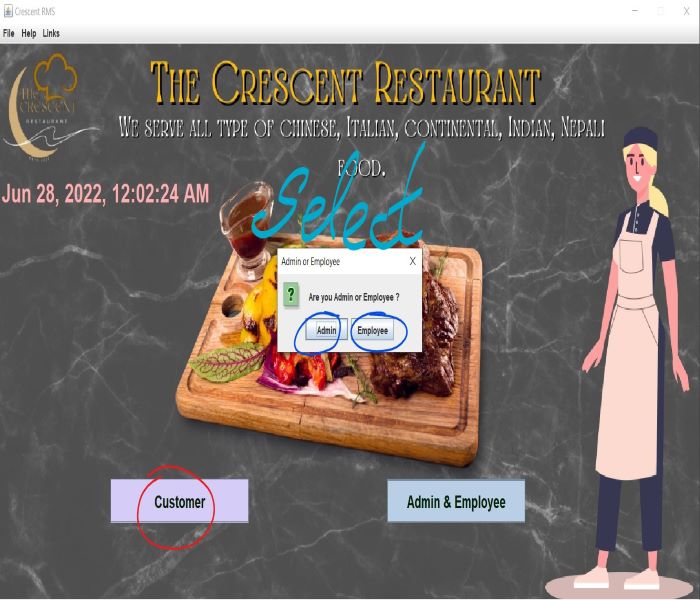 Crescent RMS
File Help Links
THE CRESCENT RESTAURANT
WE SERVE ALL TYPE OF CHINESE, ITALIAN, CONTINENTAL, INDIAN, NEPALI
FOOD.
THE
CRESCENT
RESTAURANT
Jun 28, 2022, 12:02:24 AM
Select
Admin or Employee X
? Are you Admin or Employee ?
Admin Employee
Customer Admin & Employee